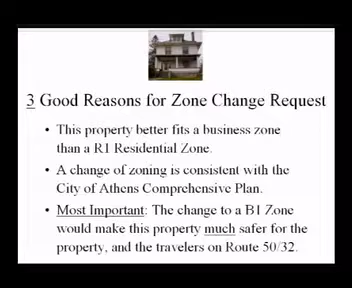 3 Good Reasons for Zone Change Request
• This property better fits a business zone
than a R1 Residential Zone.
• A change of zoning is consistent with the
City of Athens Comprehensive Plan.
• Most Important: The change to a B1 Zone
would make this property much safer for the
property, and the travelers on Route 50/32.